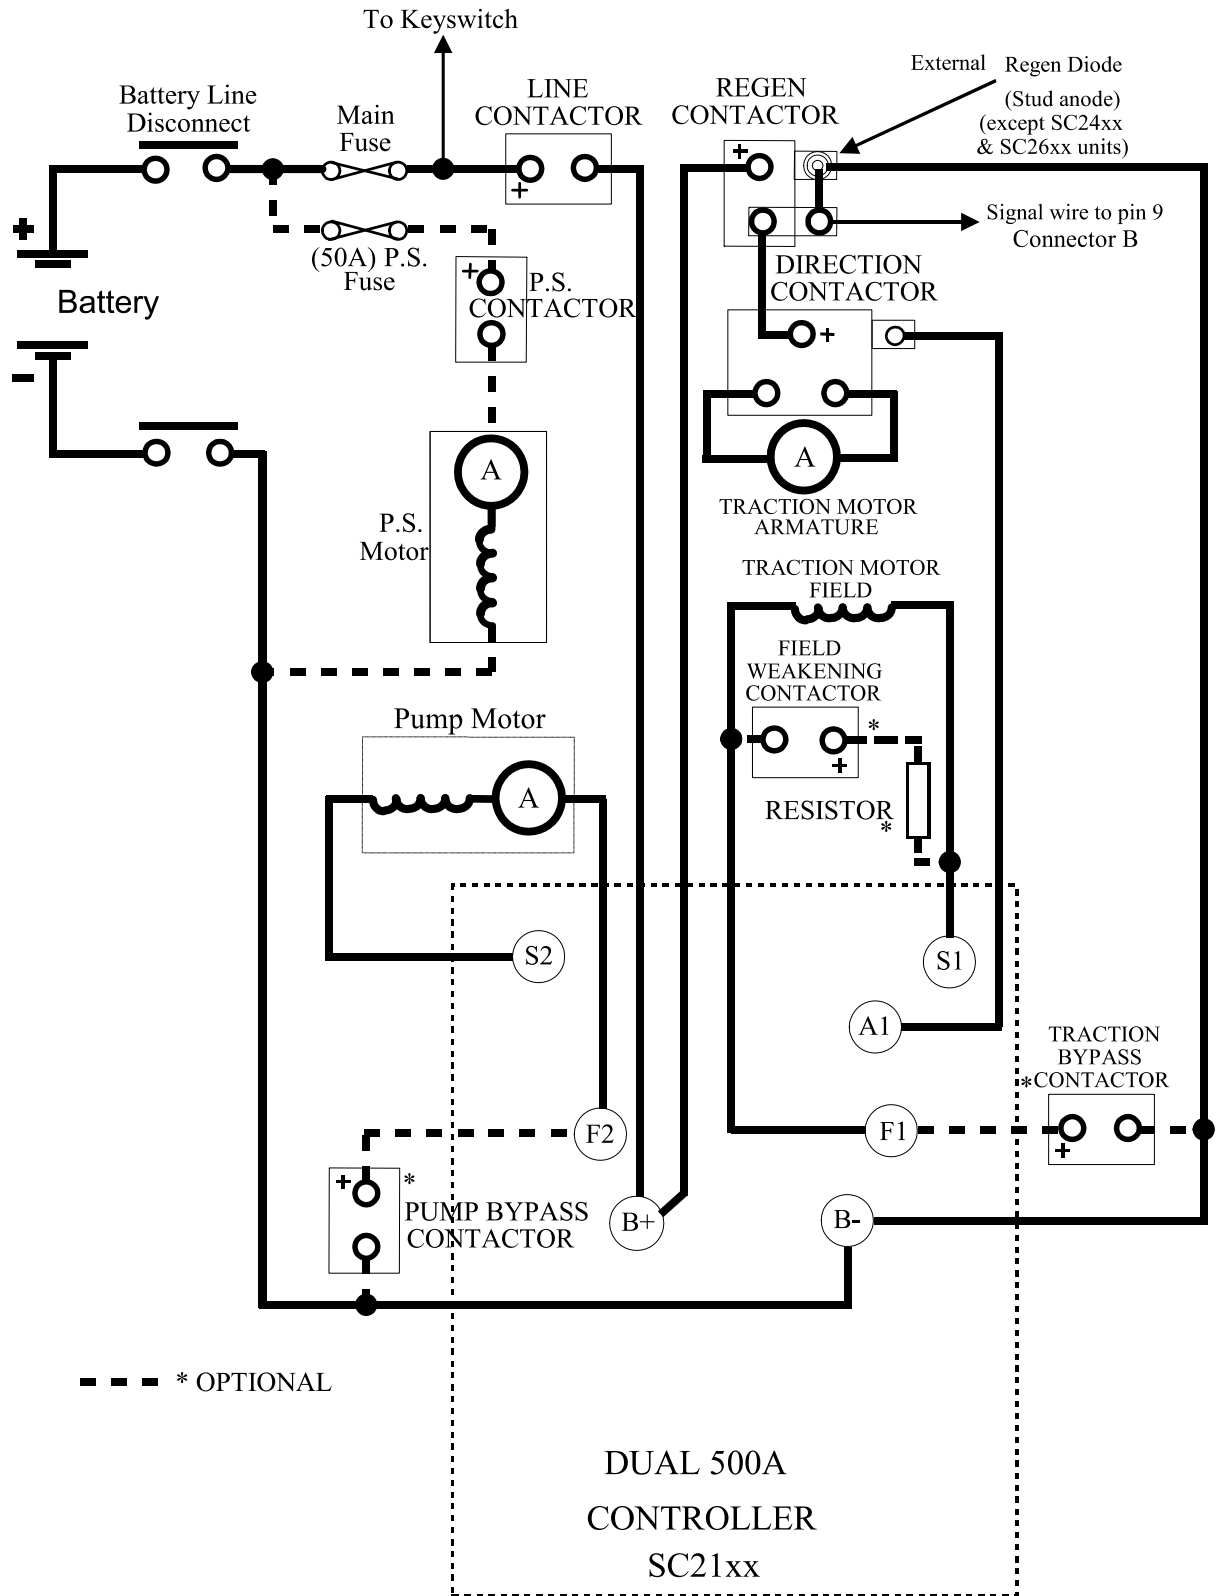 To Keyswitch
External Regen Diode
(Stud anode)
(except SC24xx
& SC26xx units)
Battery Line
Disconnect
Main
Fuse
LINE
CONTACTOR
REGEN
CONTACTOR
+
+
+
Signal wire to pin 9
Connector B
(50A) P.S.
Fuse
+
P.S.
CONTACTOR
DIRECTION
CONTACTOR
+
Battery
-
A
P.S.
Motor
A
TRACTION MOTOR
ARMATURE
TRACTION MOTOR
FIELD
FIELD
WEAKENING
CONTACTOR
*
+
RESISTOR
*
Pump Motor
A
S2
S1
A1
TRACTION
BYPASS
*CONTACTOR
+
F2
F1
+
*
PUMP BYPASS
CONTACTOR
B+
B-
* OPTIONAL
DUAL 500A
CONTROLLER
SC21xx